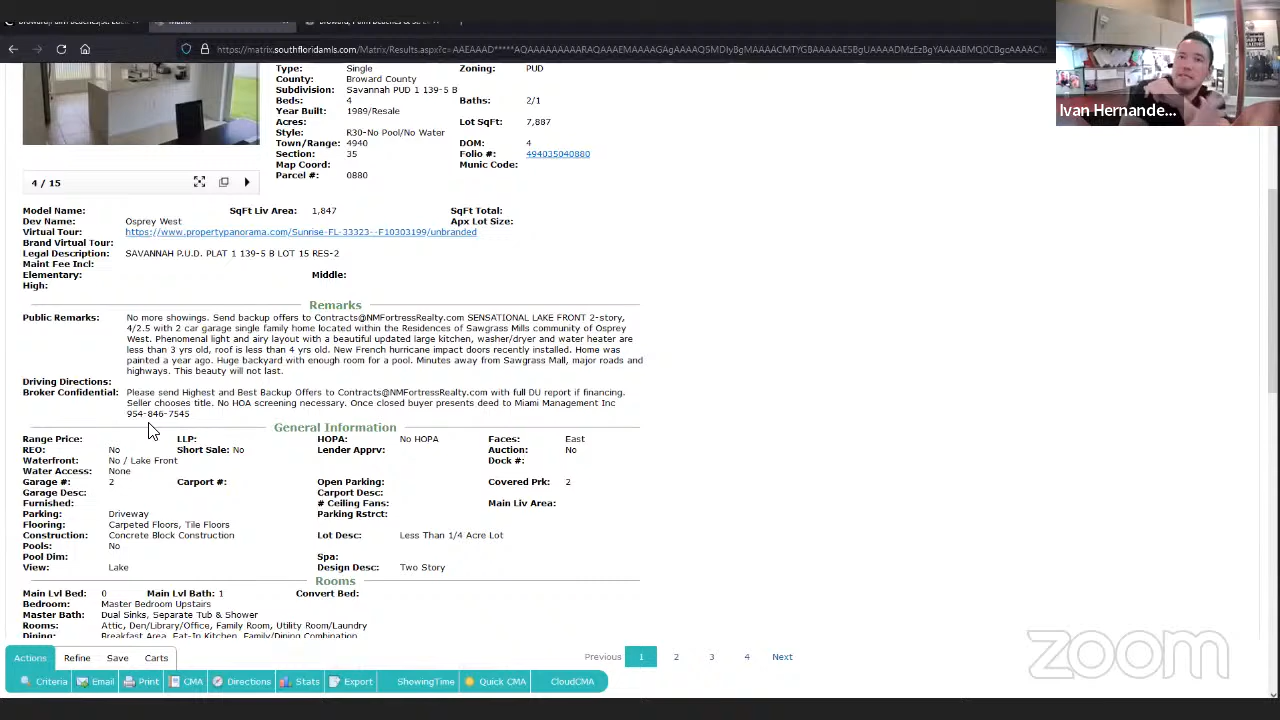 Matrix
https://matrix.southfloridamls.com/Matrix/Results.aspx?c=
Ivan Hernande...
Type: Single Zoning: PUD
County: Broward County
Subdivision: Savannah PUD 1 139-5 B
Beds: 4 Baths: 2/1
Year Built: 1989/Resale
Acres: Lot SqFt: 7,887
Style: R30-No Pool/No Water
Town/Range: 4940 DOM: 4
Section: 35 Folio #: 494035040880
Map Coord: Munic Code:
Parcel #: 0880
4 / 15
Model Name: SqFt Liv Area: 1,847 SqFt Total:
Dev Name: Osprey West Apx Lot Size:
Virtual Tour: https://www.propertypanorama.com/Sunrise-FL-33323--F10303199/unbranded
Brand Virtual Tour:
Legal Description: SAVANNAH P.U.D. PLAT 1 139-5 B LOT 15 RES-2
Maint Fee Incl:
Elementary: Middle:
High:
Remarks
Public Remarks: No more showings. Send backup offers to Contracts@NMFortressRealty.com SENSATIONAL LAKE FRONT 2-story,
4/2.5 with 2 car garage single family home located within the Residences of Sawgrass Mills community of Osprey
West. Phenomenal light and airy layout with a beautiful updated large kitchen, washer/dryer and water heater are
less than 3 yrs old, roof is less than 4 yrs old. New French hurricane impact doors recently installed. Home was
painted a year ago. Huge backyard with enough room for a pool. Minutes away from Sawgrass Mall, major roads and
highways. This beauty will not last.
Driving Directions:
Broker Confidential: Please send Highest and Best Backup Offers to Contracts@NMFortressRealty.com with full DU report if financing.
Seller chooses title. No HOA screening necessary. Once closed buyer presents deed to Miami Management Inc
954-846-7545
General Information
Range Price: LLP: HOPA: No HOPA Faces: East
REO: No Short Sale: No Lender Apprv: Auction: No
Waterfront: No / Lake Front Dock #:
Water Access: None
Garage #: 2 Carport #: Open Parking: Covered Prk: 2
Garage Desc: Carport Desc:
Furnished: # Ceiling Fans: Main Liv Area:
Parking: Driveway Parking Rstrct:
Flooring: Carpeted Floors, Tile Floors
Construction: Concrete Block Construction Lot Desc: Less Than 1/4 Acre Lot
Pools: No
Pool Dim: Spa:
View: Lake Design Desc: Two Story
Rooms
Main Lvl Bed: 0 Main Lvl Bath: 1 Convert Bed:
Bedroom: Master Bedroom Upstairs
Master Bath: Dual Sinks, Separate Tub & Shower
Rooms: Attic, Den/Library/Office, Family Room, Utility Room/Laundry
Dining: Breakfast Area, Eat-In Kitchen, Family/Dining Combination
Actions Refine Save Carts Previous 1 2 3 4 Next
Criteria Email Print CMA Directions Stats Export ShowingTime Quick CMA CloudCMA
zoom